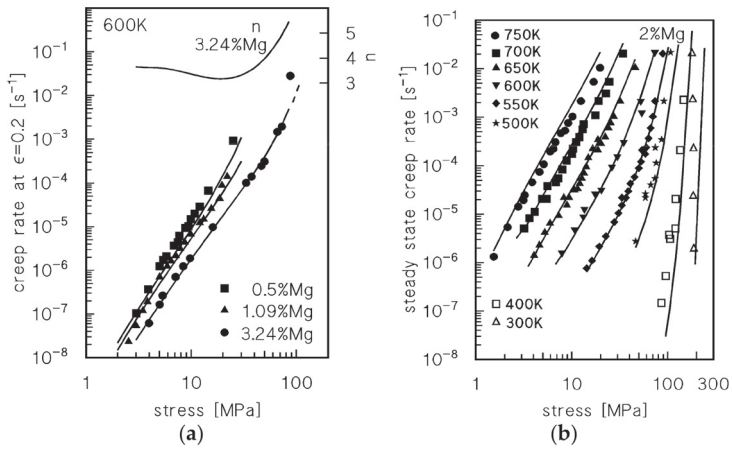 (a)
600K
n
3.24%Mg
creep rate at ϵ=0.2 [s⁻¹]
10⁻¹
10⁻²
10⁻³
10⁻⁴
10⁻⁵
10⁻⁶
10⁻⁷
10⁻⁸
5
4
3
n
0.5%Mg
1.09%Mg
3.24%Mg
1
10
100
stress [MPa]
(a)
steady state creep rate [s⁻¹]
10⁻¹
10⁻²
10⁻³
10⁻⁴
10⁻⁵
10⁻⁶
10⁻⁷
10⁻⁸
750K
700K
650K
600K
550K
500K
2%Mg
400K
300K
1
10
100
300
stress [MPa]
(b)